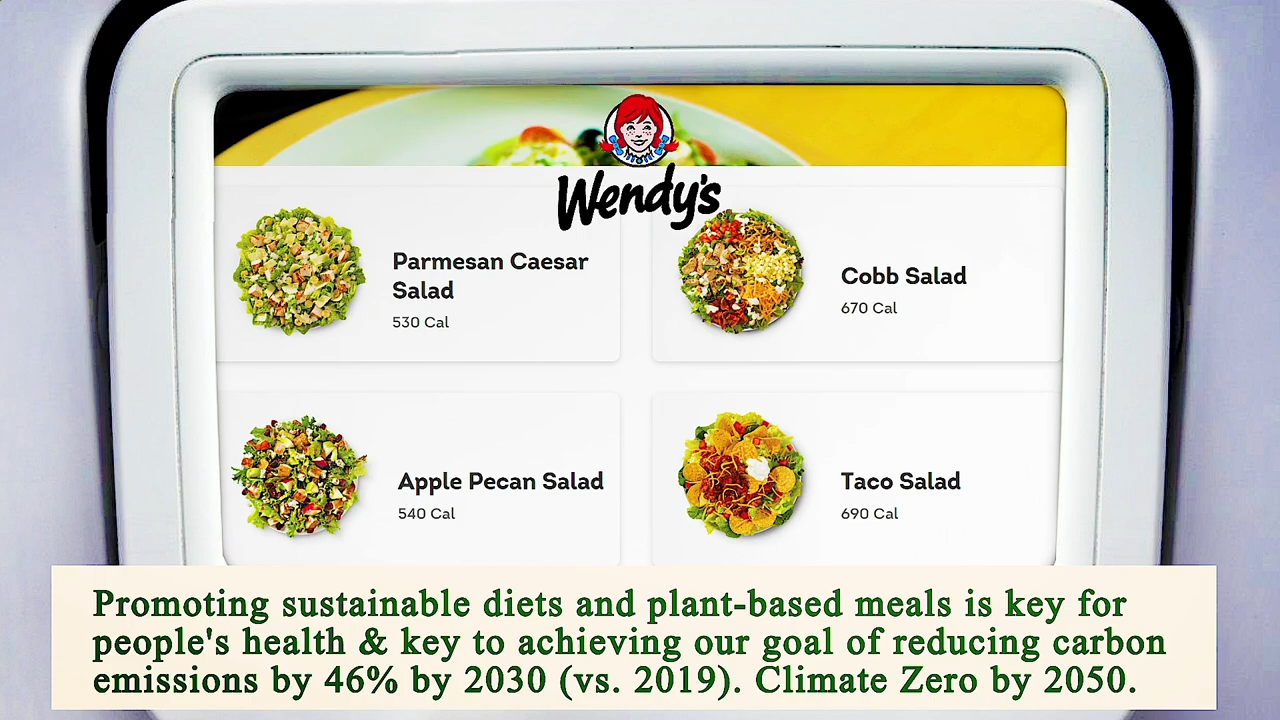 Wendy's
Parmesan Caesar
Salad
530 Cal
Cobb Salad
670 Cal
Apple Pecan Salad
540 Cal
Taco Salad
690 Cal
Promoting sustainable diets and plant-based meals is key for
people's health & key to achieving our goal of reducing carbon
emissions by 46% by 2030 (vs. 2019). Climate Zero by 2050.